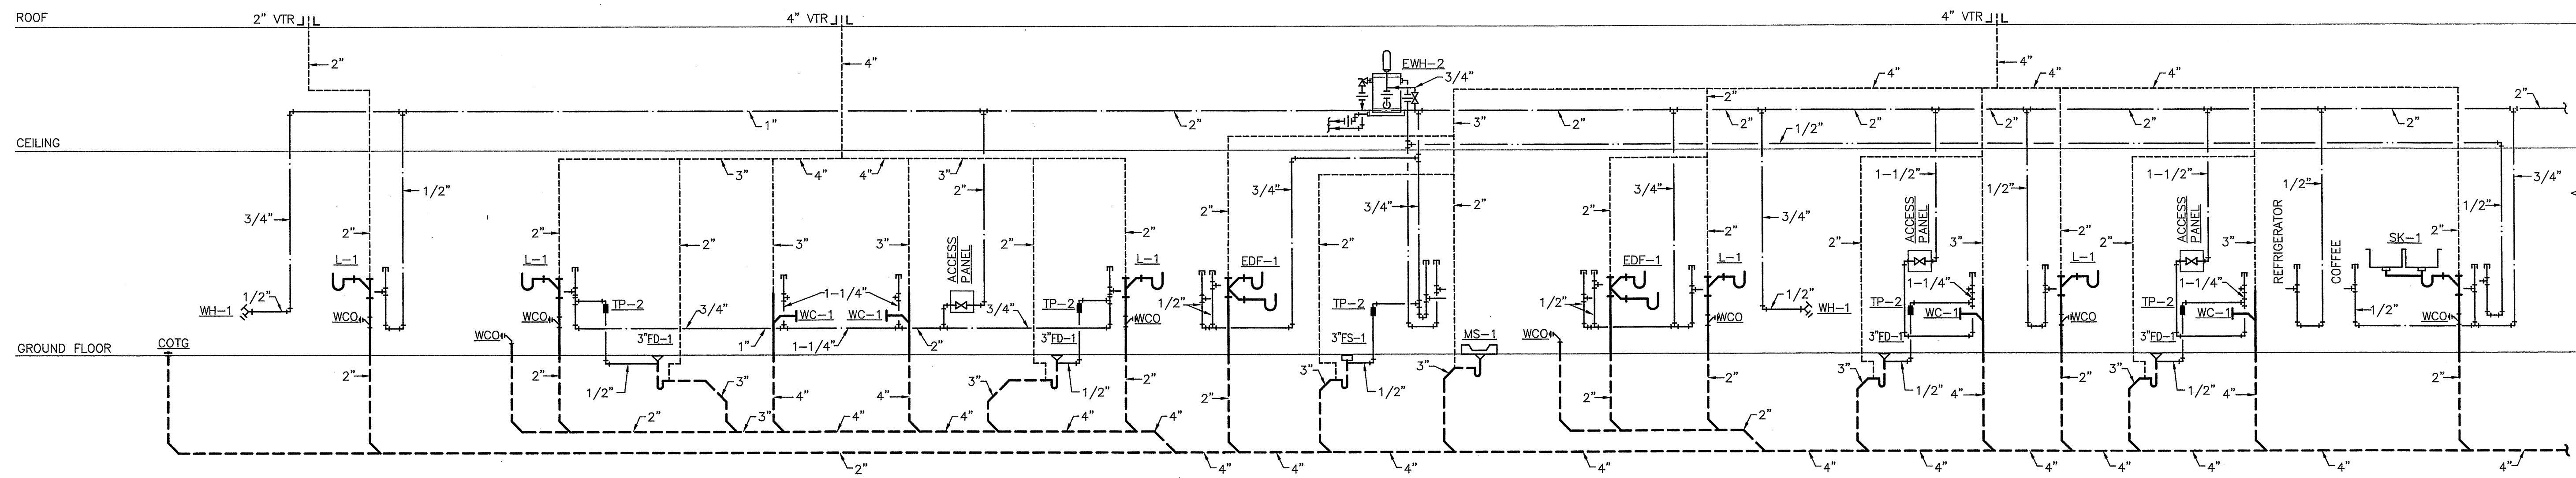 ROOF
2" VTR
4" VTR
4" VTR
2"
4"
EWH-2
3/4"
4"
4"
4"
4"
2"
2"
1"
2"
3"
2"
2"
2"
2"
2"
2"
1/2"
CEILING
3"
4"
4"
3"
1/2"
2"
3/4"
3/4"
1-1/2"
1/2"
1-1/2"
1/2"
3/4"
3/4"
2"
2"
2"
3"
3"
2"
2"
2"
2"
2"
2"
3/4"
2"
2"
3/4"
2"
3"
2"
2"
3"
2"
1/2"
ACCESS
PANEL
ACCESS
PANEL
ACCESS
PANEL
REFRIGERATOR
COFFEE
SK-1
L-1
L-1
L-1
EDF-1
EDF-1
L-1
L-1
WH-1
1/2"
TP-2
1-1/4"
TP-2
1/2"
TP-2
1/2"
1/2"
WH-1
1-1/4"
TP-2
1-1/4"
TP-2
1/2"
WCO
WCO
3/4"
WC-1
WC-1
3/4"
WCO
WCO
WC-1
WCO
WC-1
WCO
WCO
3"FD-1
1"
1-1/4"
2"
3"FD-1
3"FS-1
MS-1
WCO
3"FD-1
3"FD-1
GROUND FLOOR
COTG
2"
2"
1/2"
3"
4"
4"
3"
1/2"
2"
2"
3"
1/2"
3"
2"
2"
3"
1/2"
4"
2"
3"
1/2"
4"
2"
2"
3"
4"
4"
4"
4"
2"
2"
4"
4"
4"
4"
4"
4"
4"
4"
4"
4"
4"